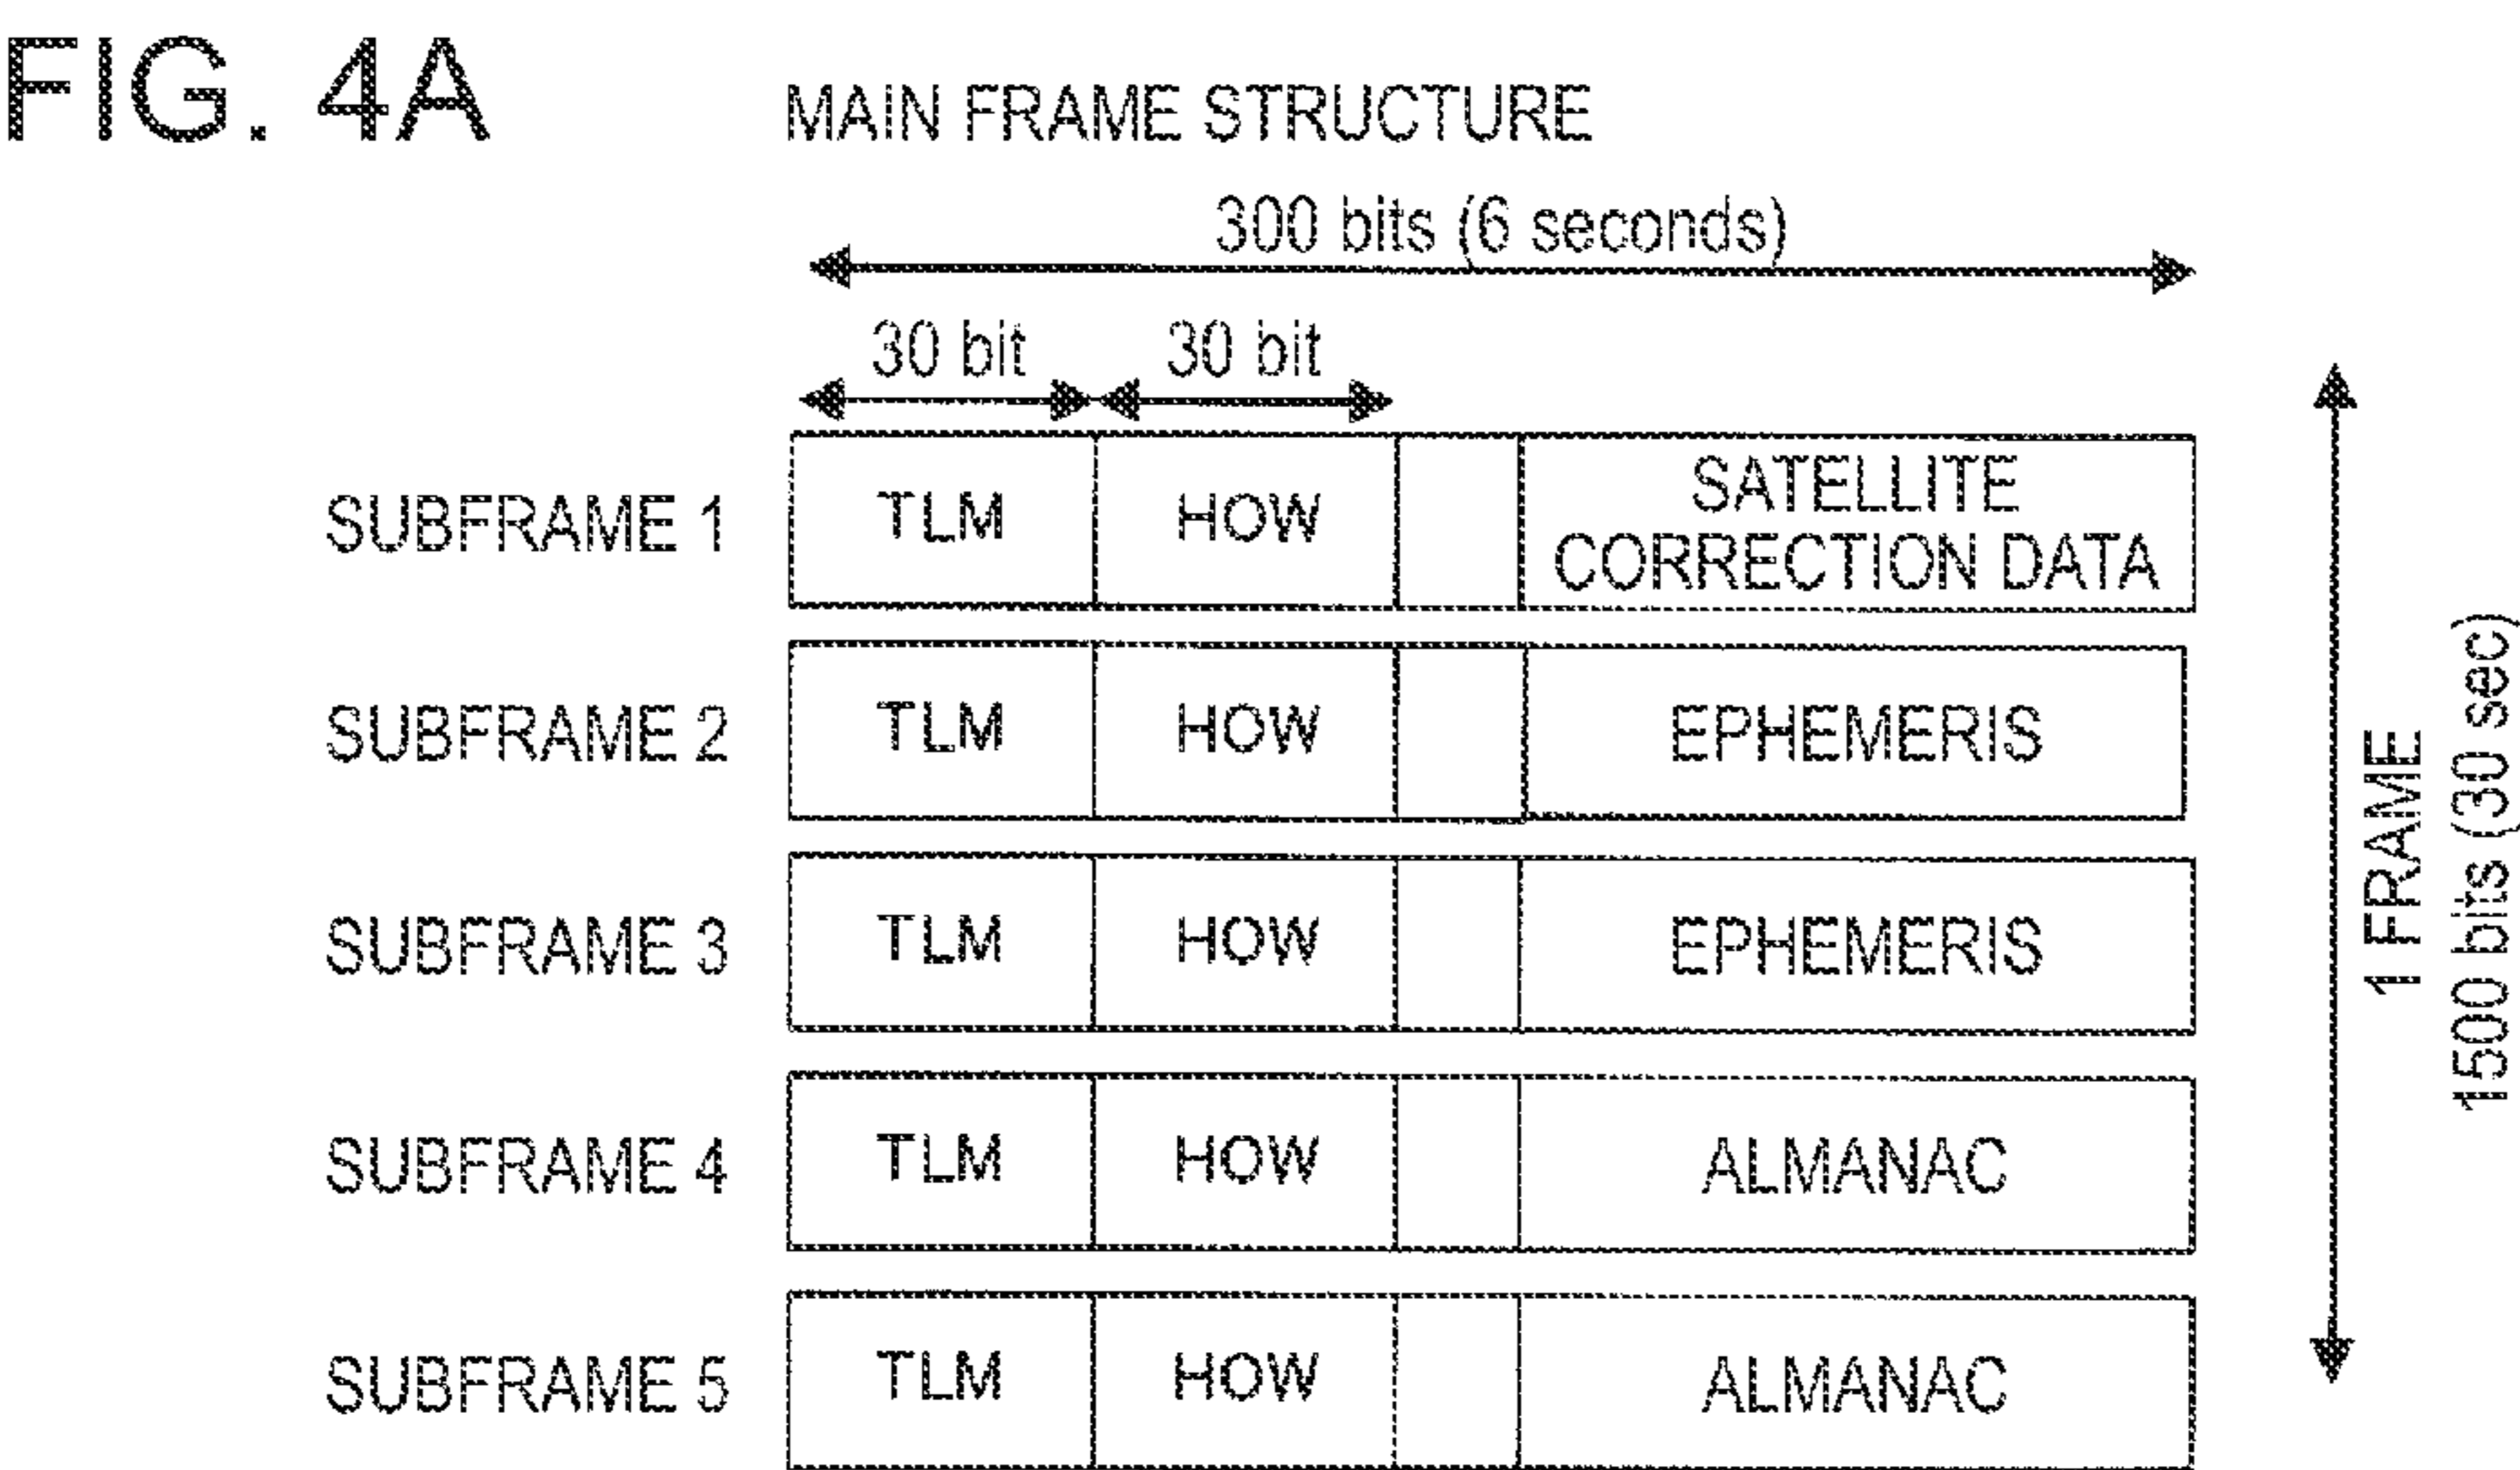 FIG. 4A
MAIN FRAME STRUCTURE
300 bits (6 seconds)
30 bit 30 bit
SUBFRAME 1 TLM HOW SATELLITE
CORRECTION DATA
SUBFRAME 2 TLM HOW EPHEMERIS
SUBFRAME 3 TLM HOW EPHEMERIS
SUBFRAME 4 TLM HOW ALMANAC
SUBFRAME 5 TLM HOW ALMANAC
1 FRAME
1500 bits (30 sec)